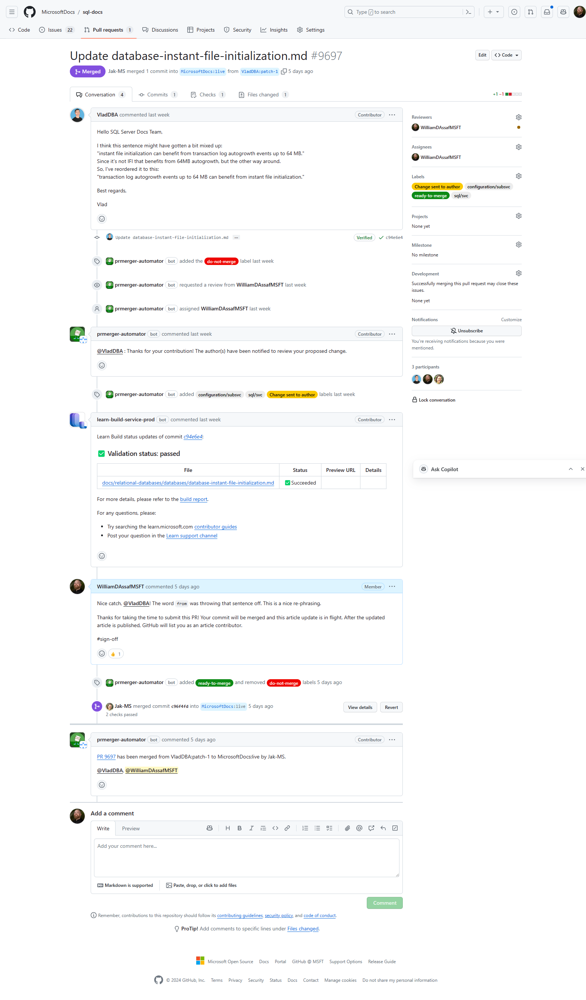 MicrosoftDocs / sql-docs
Type / to search
Code
Issues 22
Pull requests 1
Discussions
Projects
Security
Insights
Settings
Update database-instant-file-initialization.md #9697
Edit
Code
Merged
Jak-MS merged 1 commit into MicrosoftDocs:live from VladDBA:patch-1 5 days ago
Conversation 4
Commits 1
Checks 1
Files changed 1
+1 −1
VladDBA commented last week
Contributor
Hello SQL Server Docs Team,
I think this sentence might have gotten a bit mixed up:
"instant file initialization can benefit from transaction log autogrowth events up to 64 MB."
Since it's not IFI that benefits from 64MB autogrowth, but the other way around.
So, I've reordered it to this:
"transaction log autogrowth events up to 64 MB can benefit from instant file initialization."
Best regards,
Vlad
Update database-instant-file-initialization.md
Verified
c94e6e4
prmerger-automator bot added the do-not-merge label last week
prmerger-automator bot requested a review from WilliamDAssafMSFT last week
prmerger-automator bot assigned WilliamDAssafMSFT last week
prmerger-automator bot commented last week
Contributor
@VladDBA : Thanks for your contribution! The author(s) have been notified to review your proposed change.
prmerger-automator bot added configuration/subsvc sql/svc Change sent to author labels last week
learn-build-service-prod bot commented last week
Contributor
Learn Build status updates of commit c94e6e4:
✅ Validation status: passed
File Status Preview URL Details
docs/relational-databases/databases/database-instant-file-initialization.md ✅Succeeded
For more details, please refer to the build report.
For any questions, please:
• Try searching the learn.microsoft.com contributor guides
• Post your question in the Learn support channel
WilliamDAssafMSFT commented 5 days ago
Member
Nice catch, @VladDBA! The word from was throwing that sentence off. This is a nice re-phrasing.
Thanks for taking the time to submit this PR! Your commit will be merged and this article update is in flight. After the updated
article is published, GitHub will list you as an article contributor.
#sign-off
👍 1
prmerger-automator bot added ready-to-merge and removed do-not-merge labels 5 days ago
Jak-MS merged commit c96f4fd into MicrosoftDocs:live 5 days ago
2 checks passed
View details
Revert
prmerger-automator bot commented 5 days ago
Contributor
PR 9697 has been merged from VladDBA:patch-1 to MicrosoftDocs:live by Jak-MS.
@VladDBA, @WilliamDAssafMSFT
Add a comment
Write
Preview
Add your comment here...
Markdown is supported
Paste, drop, or click to add files
Comment
Remember, contributions to this repository should follow its contributing guidelines, security policy, and code of conduct.
ProTip! Add comments to specific lines under Files changed.
Reviewers
WilliamDAssafMSFT
Assignees
WilliamDAssafMSFT
Labels
Change sent to author configuration/subsvc
ready-to-merge sql/svc
Projects
None yet
Milestone
No milestone
Development
Successfully merging this pull request may close these
issues.
None yet
Notifications
Customize
Unsubscribe
You're receiving notifications because you were
mentioned.
3 participants
Lock conversation
Ask Copilot
Microsoft Open Source Docs Portal GitHub @ MSFT Support Options Release Guide
© 2024 GitHub, Inc. Terms Privacy Security Status Docs Contact Manage cookies Do not share my personal information